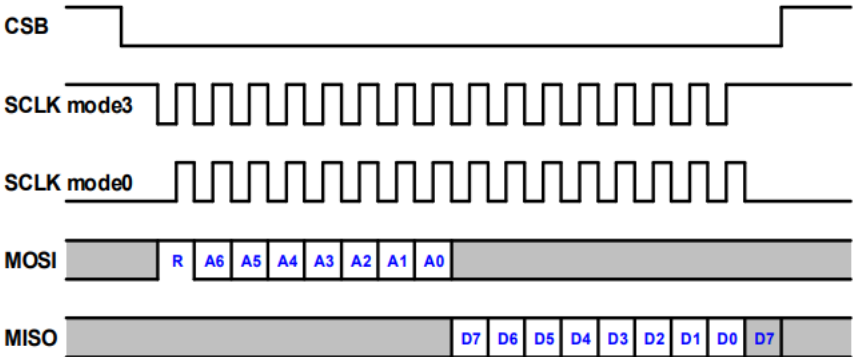 CSB
SCLK mode3
SCLK mode0
MOSI R A6 A5 A4 A3 A2 A1 A0
MISO D7 D6 D5 D4 D3 D2 D1 D0 D7